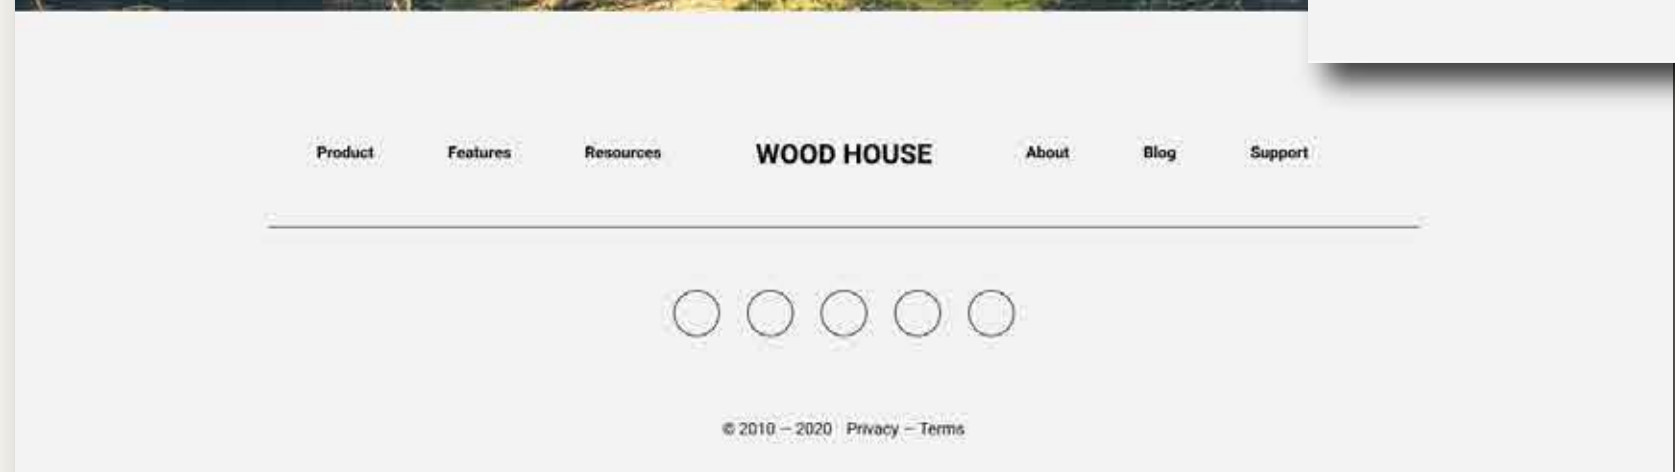 Product Features Resources WOOD HOUSE About Blog Support
© 2010 — 2020 Privacy — Terms